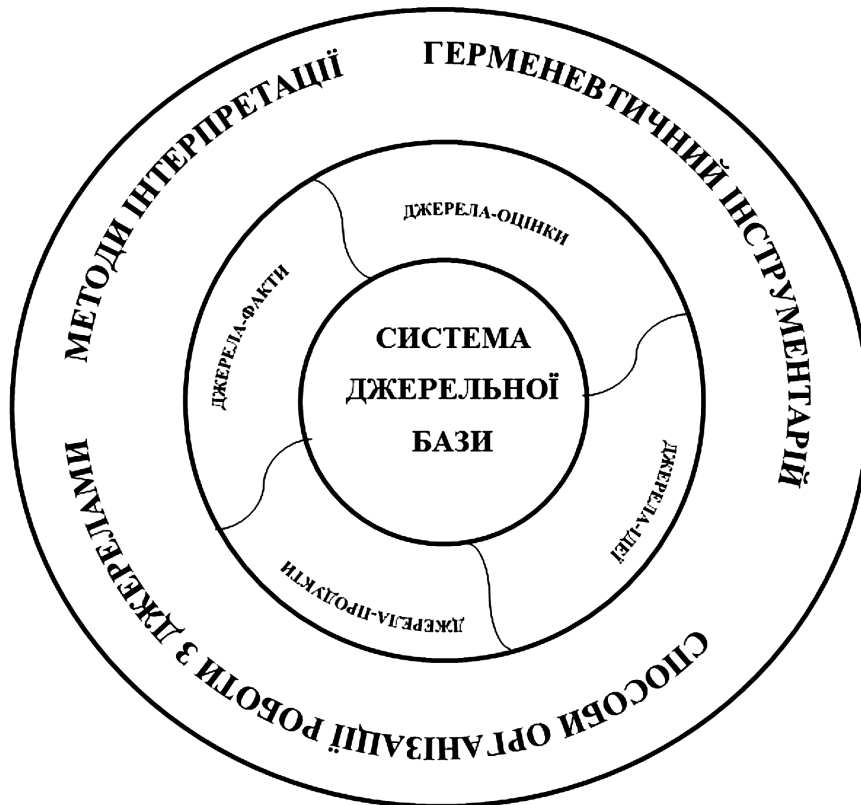 МЕТОДИ ІНТЕРПРЕТАЦІЇ
ГЕРМЕНЕВТИЧНИЙ ІНСТРУМЕНТАРІЙ
СПОСОБИ ОРГАНІЗАЦІЇ РОБОТИ З ДЖЕРЕЛАМИ
ДЖЕРЕЛА-ФАКТИ
ДЖЕРЕЛА-ОЦІНКИ
ДЖЕРЕЛА-ІДЕЇ
ДЖЕРЕЛА-ПРОДУКТИ
СИСТЕМА
ДЖЕРЕЛЬНОЇ
БАЗИ